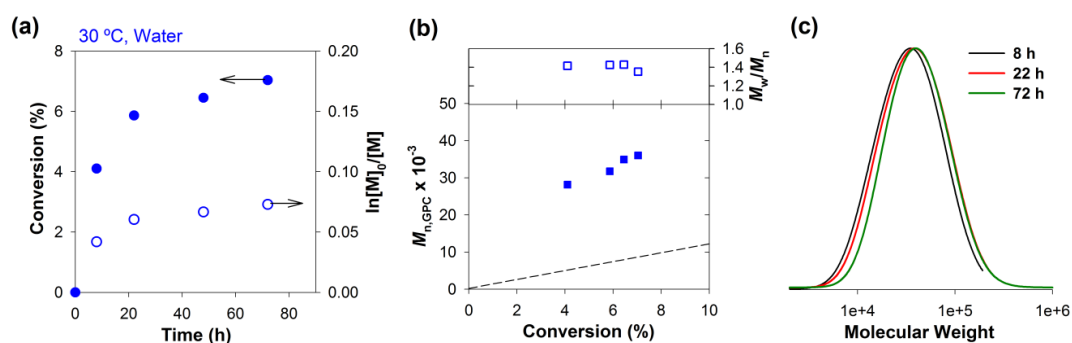 (a)
30 ºC, Water
Conversion (%)
8
6
4
2
0
0.20
0.15
0.10
0.05
0.00
ln[M]0/[M]
0 20 40 60 80
Time (h)
(b)
1.6
1.4
1.2
1.0
Mw/Mn
50
40
30
20
10
0
Mn,GPC x 10-3
0 2 4 6 8 10
Conversion (%)
(c)
8 h
22 h
72 h
1e+4 1e+5 1e+6
Molecular Weight